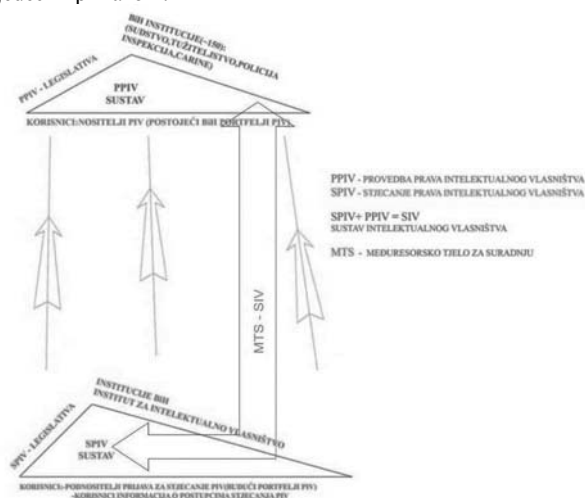 BiH INSTITUCIJE(~180):
(SUDSTVO,TUŽITELJSTVO,POLICIJA
INSPEKCIJA,CARINE)
PPIV - LEGISLATIVA
PPIV
SUSTAV
KORISNICI:NOSITELJI PIV (POSTOJEĆI BiH PORTFELJI PIV)
PPIV - PROVEDBA PRAVA INTELEKTUALNOG VLASNIŠTVA
SPIV - STJECANJE PRAVA INTELEKTUALNOG VLASNIŠTVA
SPIV+ PPIV = SIV
SUSTAV INTELEKTUALNOG VLASNIŠTVA
MTS - MEĐURESORSKO TJELO ZA SURADNJU
MTS - SIV
INSTITUCIJE BiH
INSTITUT ZA INTELEKTUALNO VLASNIŠTVO
SPIV - LEGISLATIVA
SPIV
SUSTAV
KORISNICI:-PODNOSITELJI PRIJAVA ZA STJECANJE PIV(BUDUĆI PORTFELJI PIV)
-KORISNICI INFORMACIJA O POSTUPCIMA STJECANJA PIV